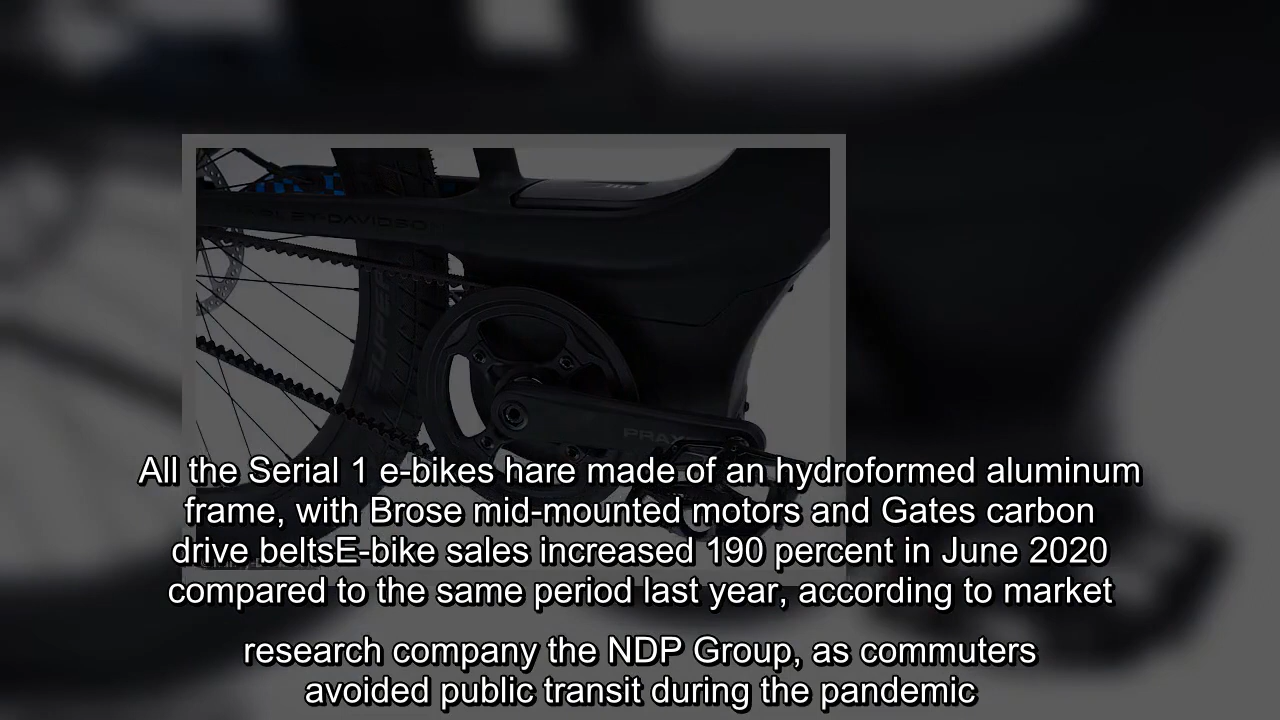 SUPER
PRAX
All the Serial 1 e-bikes hare made of an hydroformed aluminum
frame, with Brose mid-mounted motors and Gates carbon
drive beltsE-bike sales increased 190 percent in June 2020
compared to the same period last year, according to market
research company the NDP Group, as commuters
avoided public transit during the pandemic